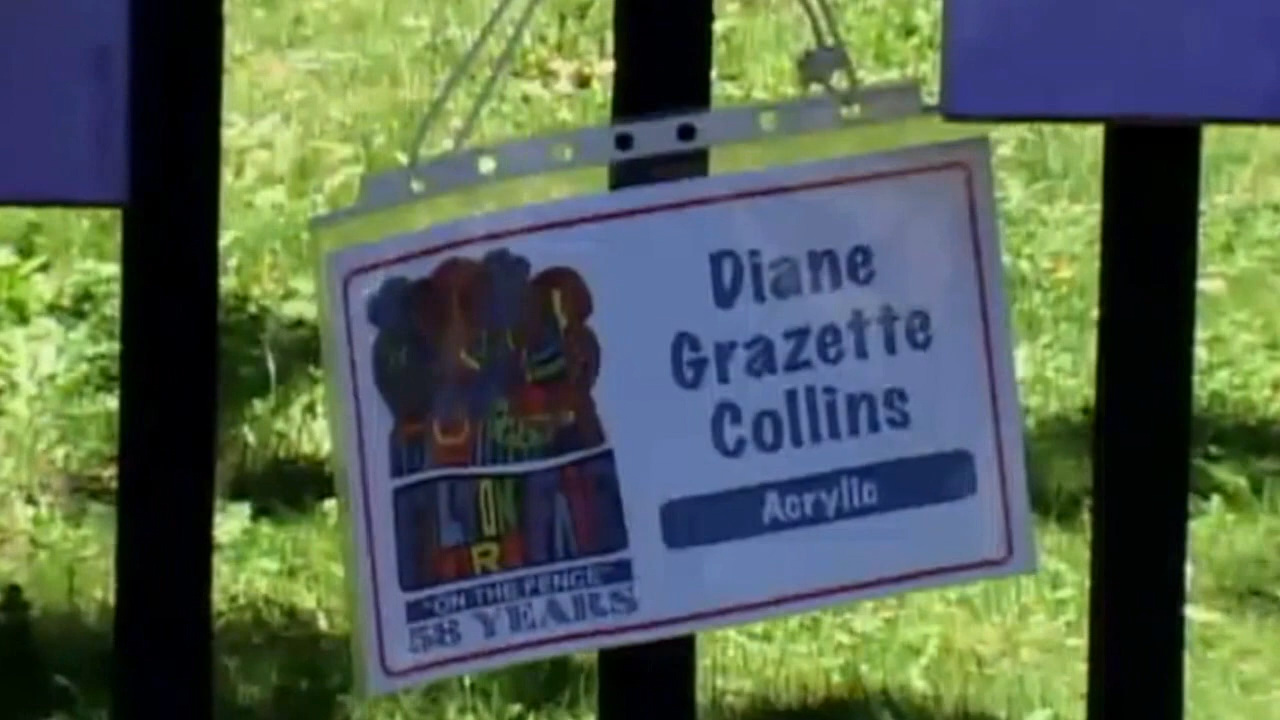 Diane
Grazette
Collins
Acrylic
"ON THE FENCE"
58 YEARS